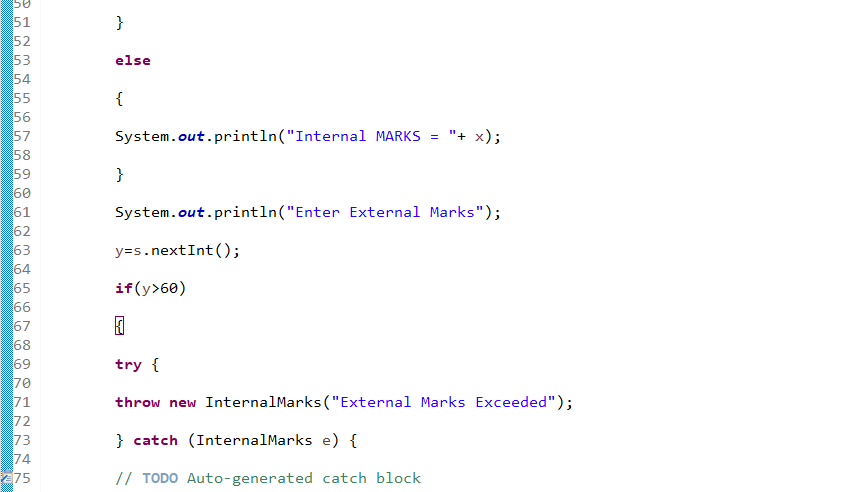 50
51 }
52
53 else
54
55 {
56
57 System.out.println("Internal MARKS = "+ x);
58
59 }
60
61 System.out.println("Enter External Marks");
62
63 y=s.nextInt();
64
65 if(y>60)
66
67 {
68
69 try {
70
71 throw new InternalMarks("External Marks Exceeded");
72
73 } catch (InternalMarks e) {
74
75 // TODO Auto-generated catch block